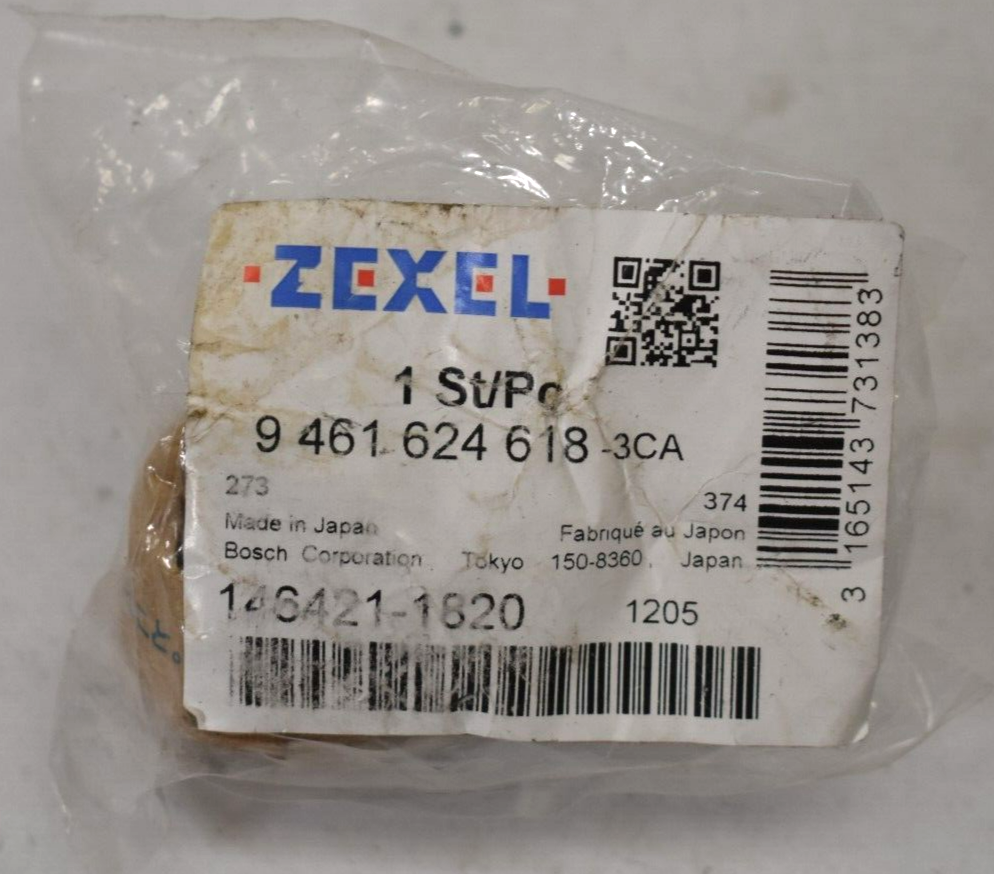 ZEXEL
1 St/Pc
9 461 624 618 -3CA
273
374
Made in Japan
Fabriqué au Japon
Bosch Corporation, Tokyo 150-8360, Japan
146421-1820
1205
3 165143 731383